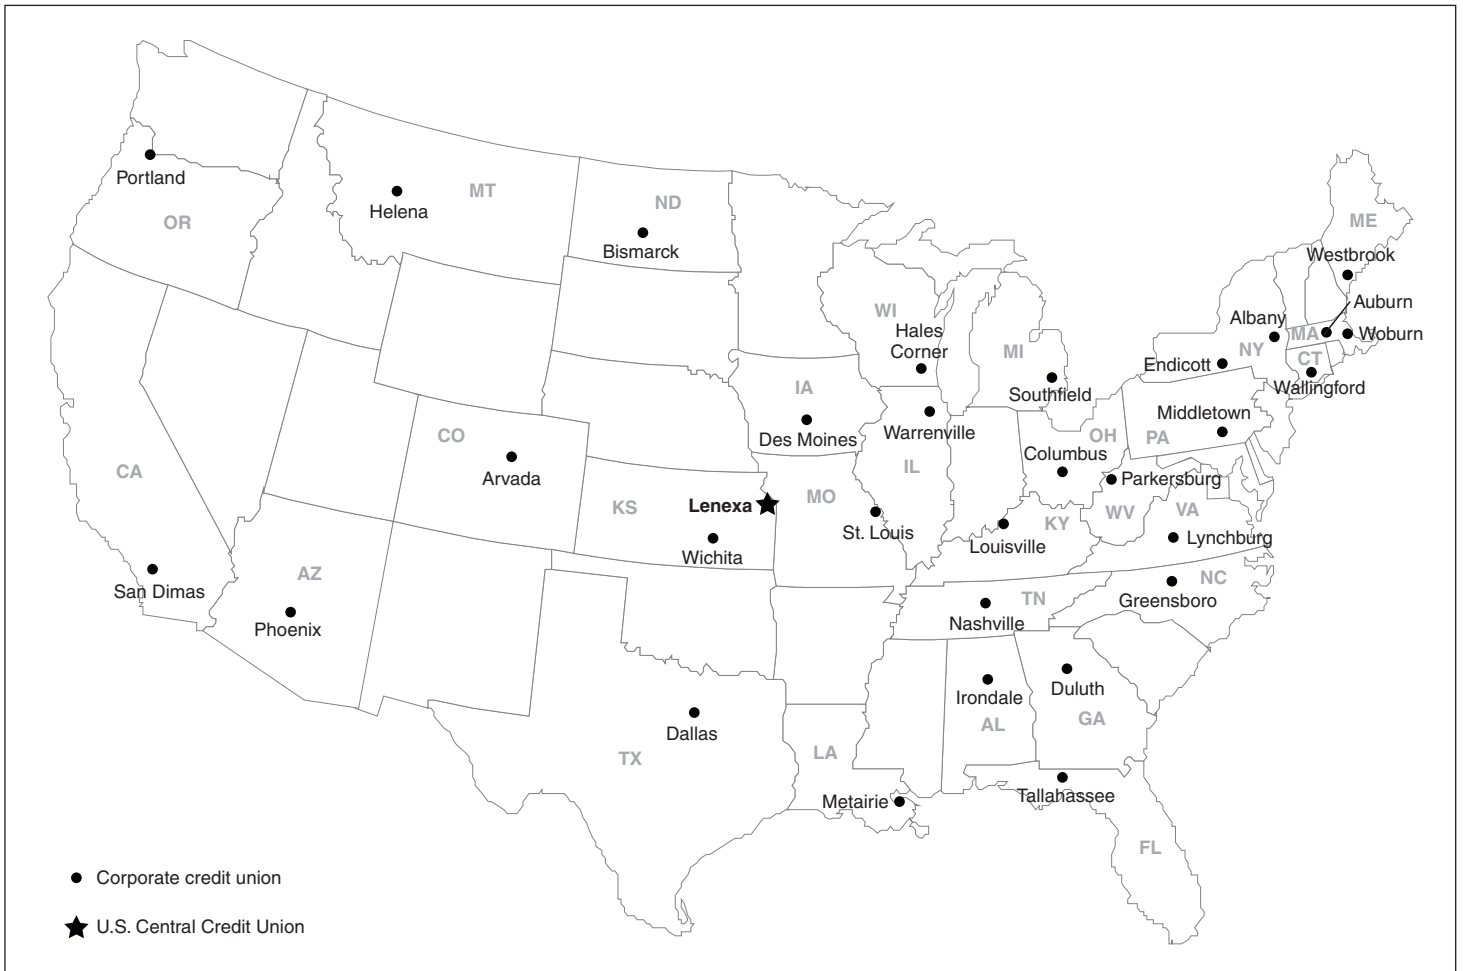 Portland
OR
Helena
MT
ND
Bismarck
ME
Westbrook
Auburn
Albany
MA
Woburn
NY
CT
Endicott
Wallingford
WI
Hales
Corner
MI
Southfield
IA
Des Moines
Warrenville
IL
Middletown
PA
OH
Columbus
Parkersburg
CO
Arvada
CA
KS
Lenexa
Wichita
MO
St. Louis
KY
Louisville
WV
VA
Lynchburg
San Dimas
AZ
Phoenix
TN
Nashville
NC
Greensboro
Irondale
AL
Duluth
GA
Dallas
TX
LA
Metairie
Tallahassee
FL
Corporate credit union
U.S. Central Credit Union